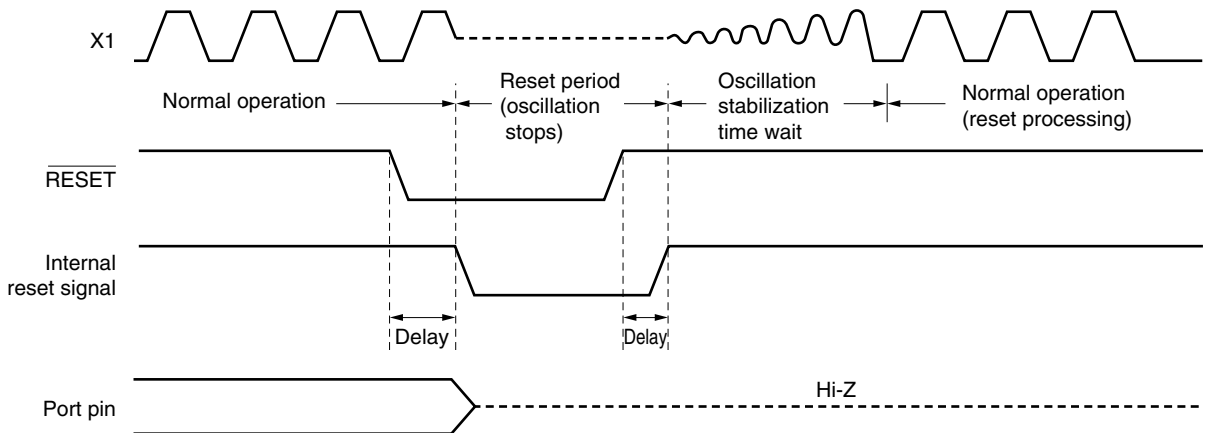 X1
Normal operation
Reset period
(oscillation
stops)
Oscillation
stabilization
time wait
Normal operation
(reset processing)
RESET
Internal
reset signal
Delay
Delay
Port pin
Hi-Z